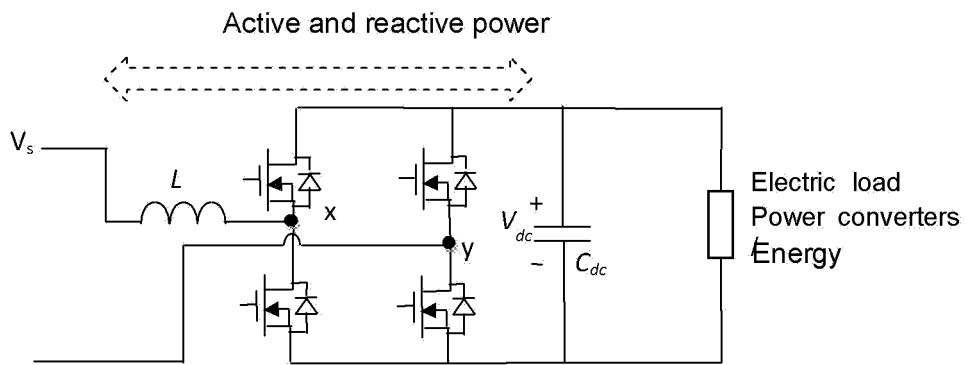 Active and reactive power
Vs
L
x
y
Vdc
+
−
Cdc
Electric load
Power converters
/Energy